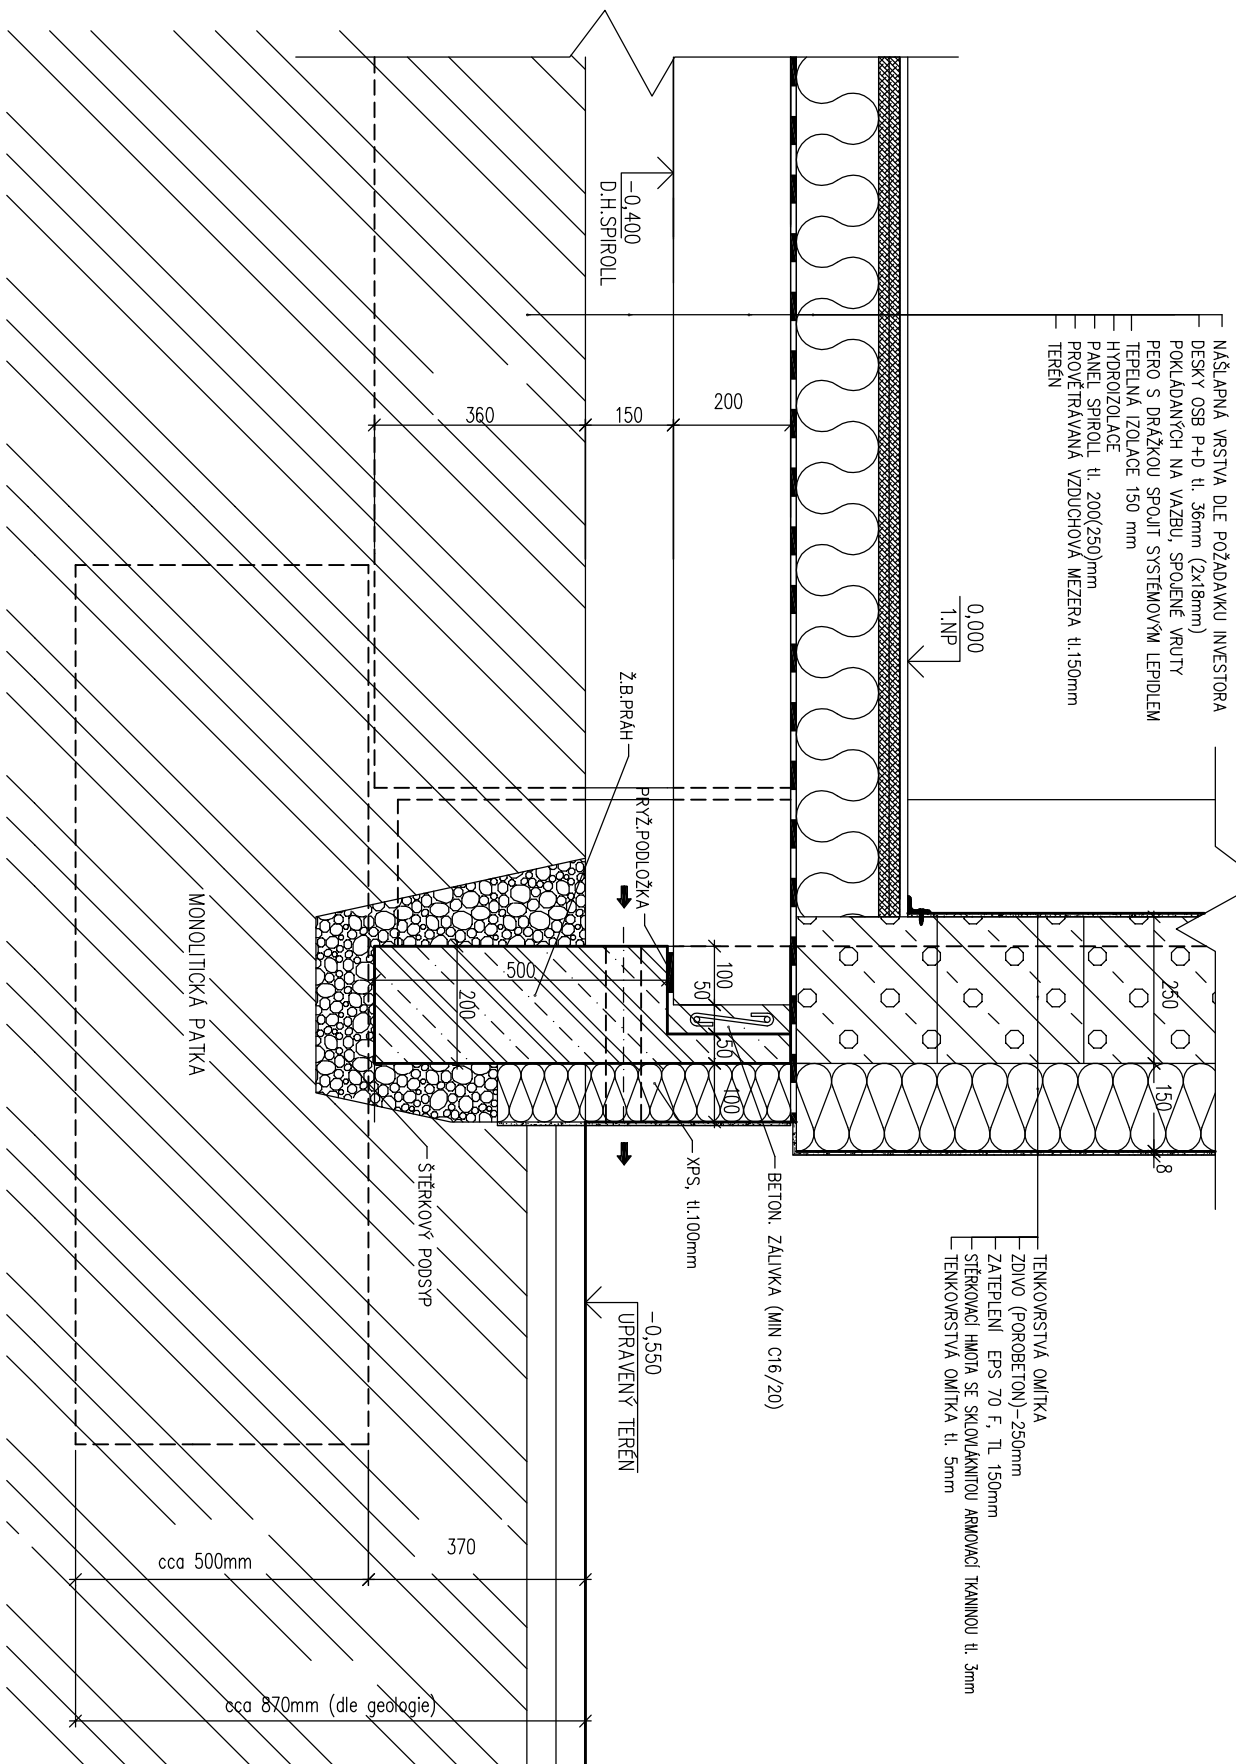 NÁŠLAPNÁ VRSTVA DLE POŽADAVKU INVESTORA
DESKY OSB P+D tl. 36mm (2x18mm)
POKLÁDANÝCH NA VAZBU, SPOJENÉ VRUTY
PERO S DRÁŽKOU SPOJIT SYSTÉMOVÝM LEPIDLEM
TEPELNÁ IZOLACE 150 mm
HYDROIZOLACE
PANEL SPIROLL tl. 200(250)mm
PROVĚTRÁVANÁ VZDUCHOVÁ MEZERA tl.150mm
TERÉN
0,000
1.NP
-0,400
D.H.SPIROLL
360
150
200
Ž.B.PRÁH
PRYŽ.PODLOŽKA
500
200
100
50
50
100
250
150
8
MONOLITICKÁ PATKA
ŠTĚRKOVÝ PODSYP
XPS, tl.100mm
BETON. ZÁLIVKA (MIN C16/20)
TENKOVRSTVÁ OMÍTKA
ZDIVO (POROBETON)-250mm
ZATEPLENÍ EPS 70 F, TL 150mm
STĚRKOVACÍ HMOTA SE SKLOVLÁKNITOU ARMOVACÍ TKANINOU tl. 3mm
TENKOVRSTVÁ OMÍTKA tl. 5mm
-0,550
UPRAVENÝ TERÉN
cca 500mm
370
cca 870mm (dle geologie)